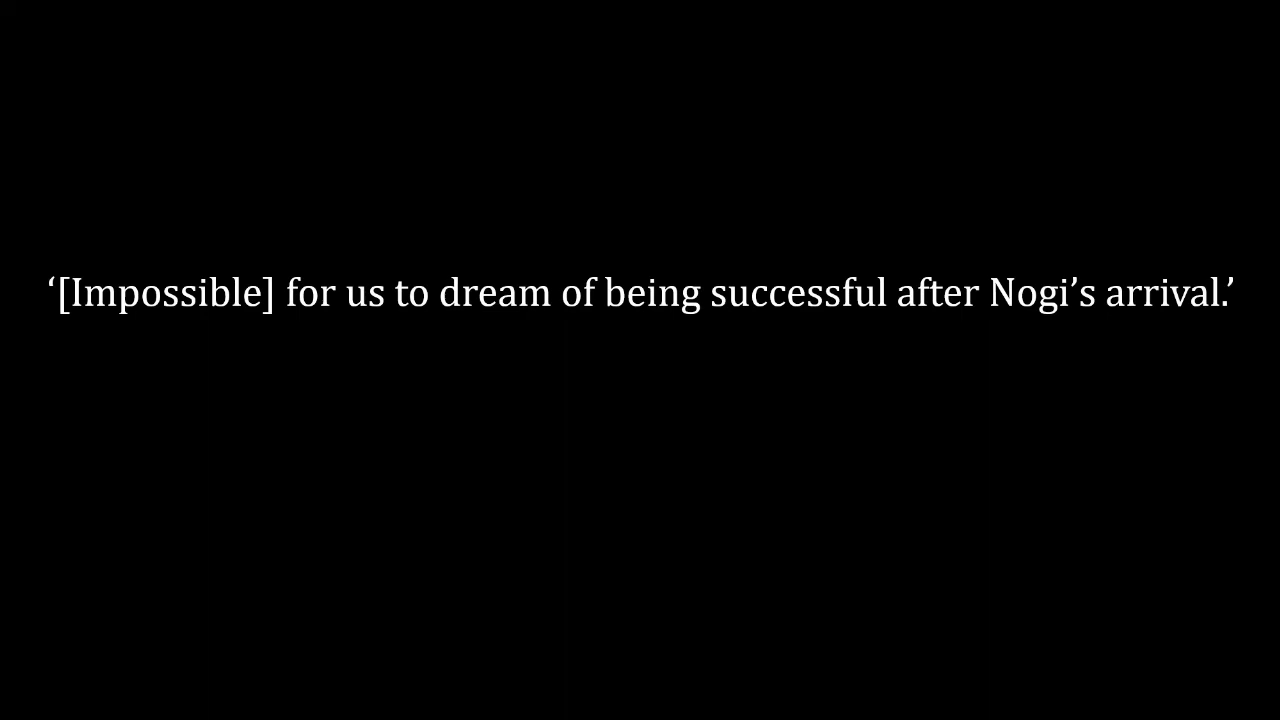 ‘[Impossible] for us to dream of being successful after Nogi’s arrival.’